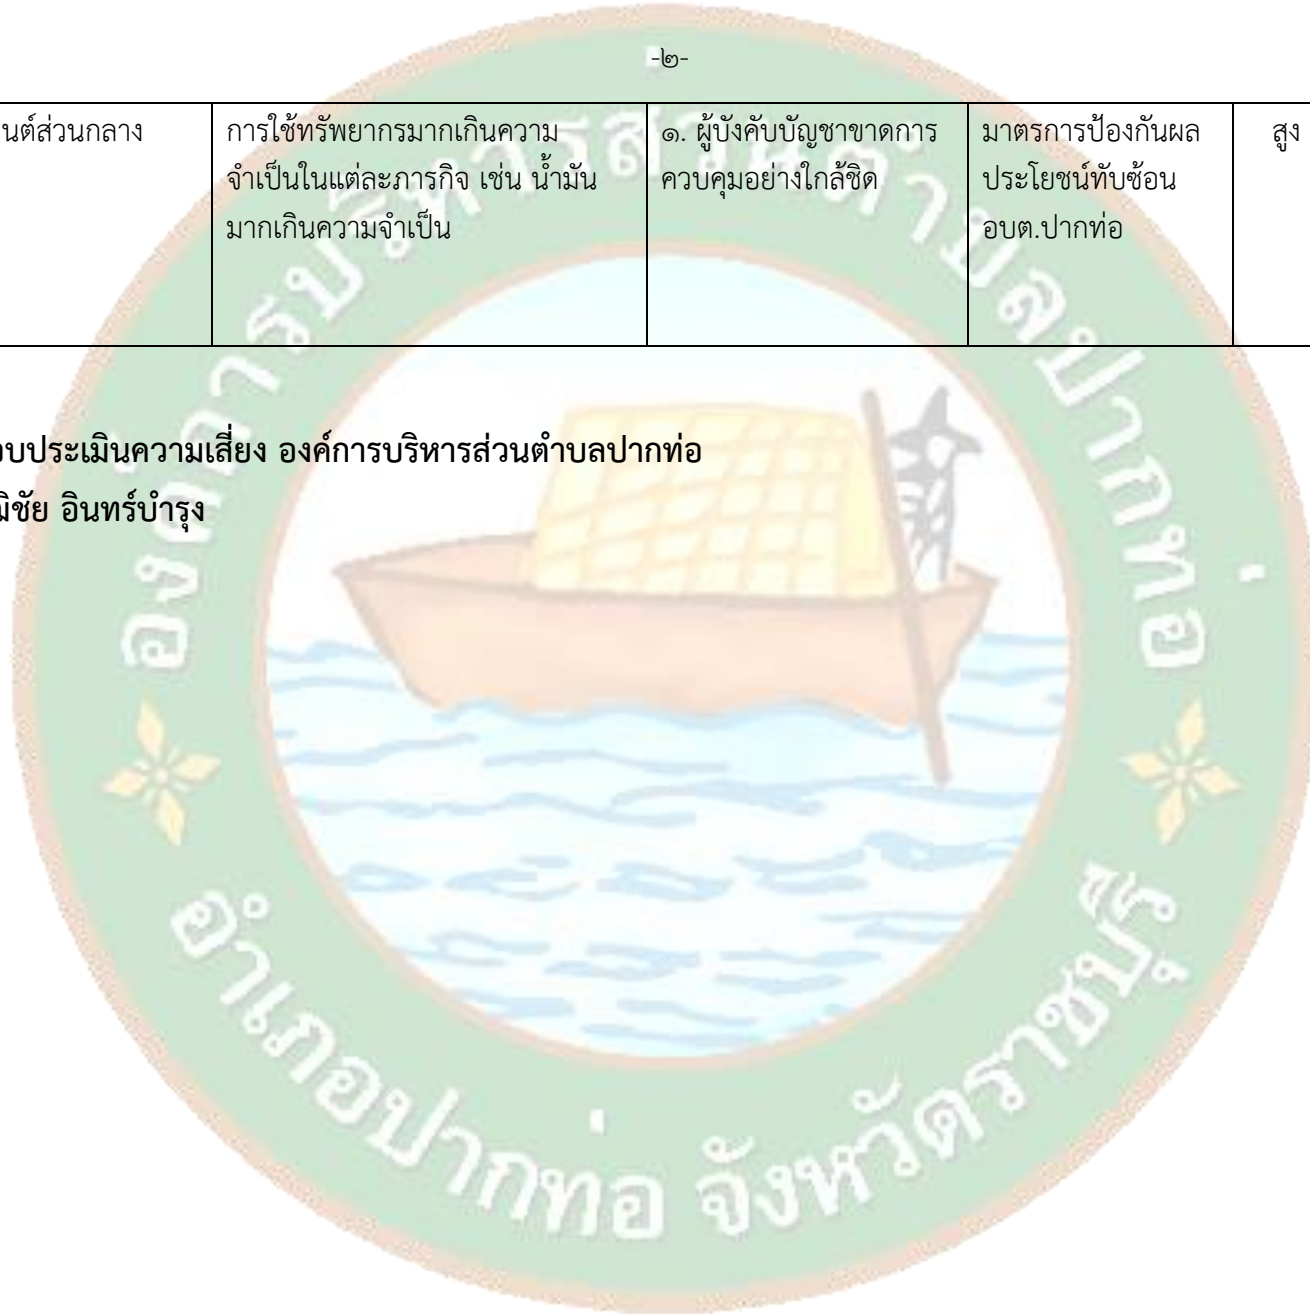 -๒-
นต์ส่วนกลาง
การใช้ทรัพยากรมากเกินความ
จำเป็นในแต่ละภารกิจ เช่น น้ำมัน
มากเกินความจำเป็น
๑. ผู้บังคับบัญชาขาดการ
ควบคุมอย่างใกล้ชิด
มาตรการป้องกันผล
ประโยชน์ทับซ้อน
อบต.ปากท่อ
สูง
อบประเมินความเสี่ยง องค์การบริหารส่วนตำบลปากท่อ
มิชัย อินทร์บำรุง
องค์การบริหารส่วนตำบลปากท่อ
อำเภอปากท่อ จังหวัดราชบุรี